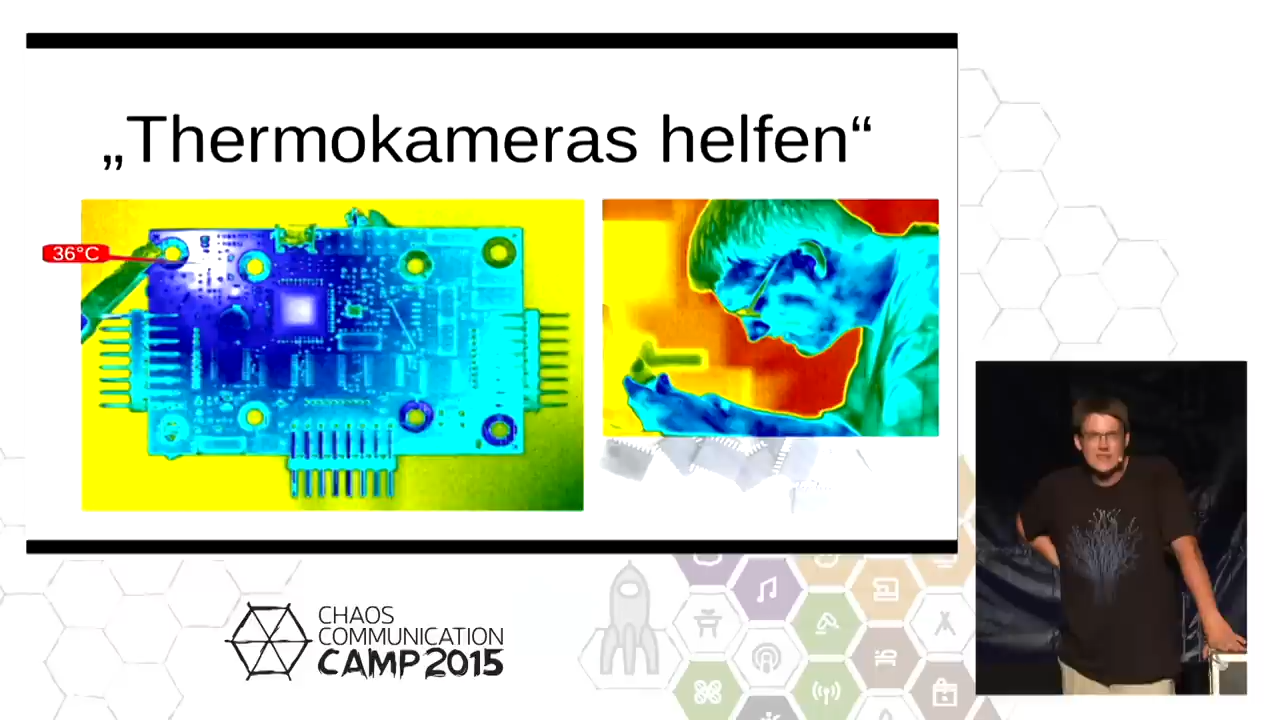 „Thermokameras helfen“
36°C
CHAOS
COMMUNICATION
CAMP 2015